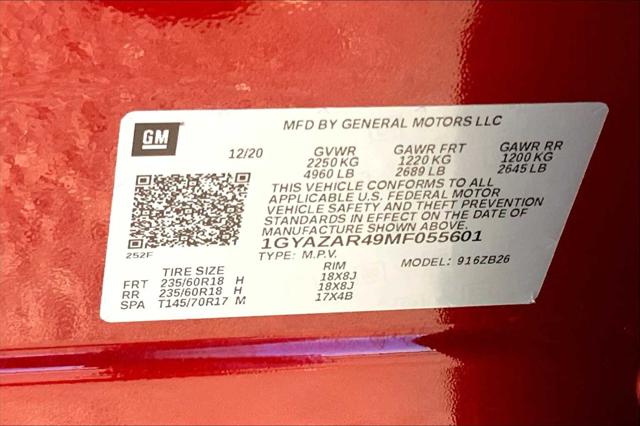 GM
MFD BY GENERAL MOTORS LLC
12/20 GVWR GAWR FRT GAWR RR
2250 KG 1220 KG 1200 KG
4960 LB 2689 LB 2645 LB
THIS VEHICLE CONFORMS TO ALL
APPLICABLE U.S. FEDERAL MOTOR
VEHICLE SAFETY AND THEFT PREVENTION
STANDARDS IN EFFECT ON THE DATE OF
MANUFACTURE SHOWN ABOVE.
1GYAZAR49MF055601
252F
TYPE: M.P.V. MODEL: 916ZB26
TIRE SIZE RIM
FRT 235/60R18 H 18X8J
RR 235/60R18 H 18X8J
SPA T145/70R17 M 17X4B